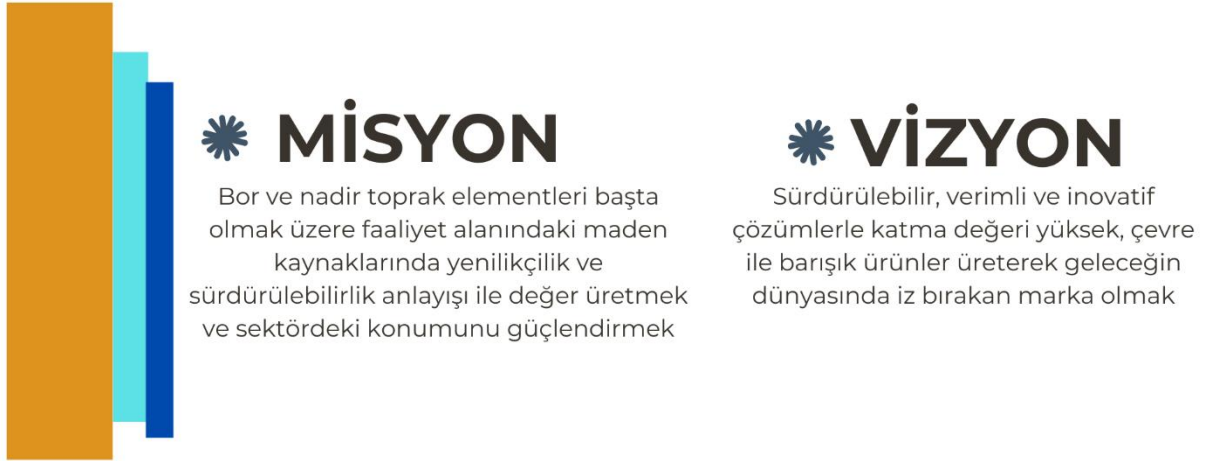 MİSYON
Bor ve nadir toprak elementleri başta
olmak üzere faaliyet alanındaki maden
kaynaklarında yenilikçilik ve
sürdürülebilirlik anlayışı ile değer üretmek
ve sektördeki konumunu güçlendirmek
VİZYON
Sürdürülebilir, verimli ve inovatif
çözümlerle katma değeri yüksek, çevre
ile barışık ürünler üreterek geleceğin
dünyasında iz bırakan marka olmak